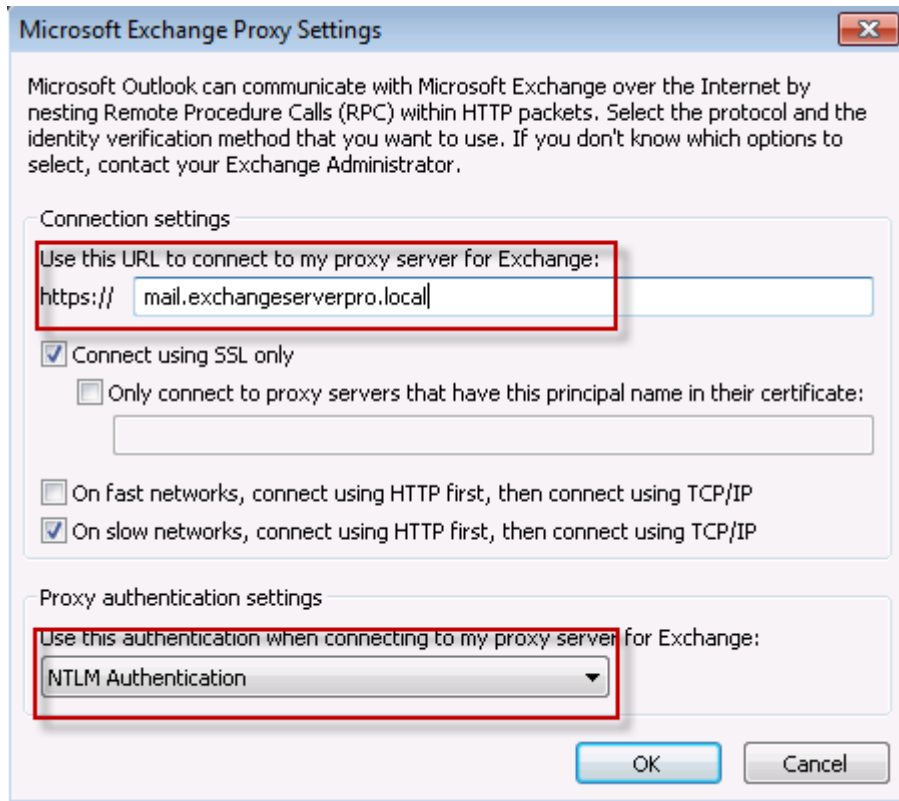 Microsoft Exchange Proxy Settings
Microsoft Outlook can communicate with Microsoft Exchange over the Internet by
nesting Remote Procedure Calls (RPC) within HTTP packets. Select the protocol and the
identity verification method that you want to use. If you don't know which options to
select, contact your Exchange Administrator.
Connection settings
Use this URL to connect to my proxy server for Exchange:
https:// mail.exchangeserverpro.local
Connect using SSL only
Only connect to proxy servers that have this principal name in their certificate:
On fast networks, connect using HTTP first, then connect using TCP/IP
On slow networks, connect using HTTP first, then connect using TCP/IP
Proxy authentication settings
Use this authentication when connecting to my proxy server for Exchange:
NTLM Authentication
OK Cancel